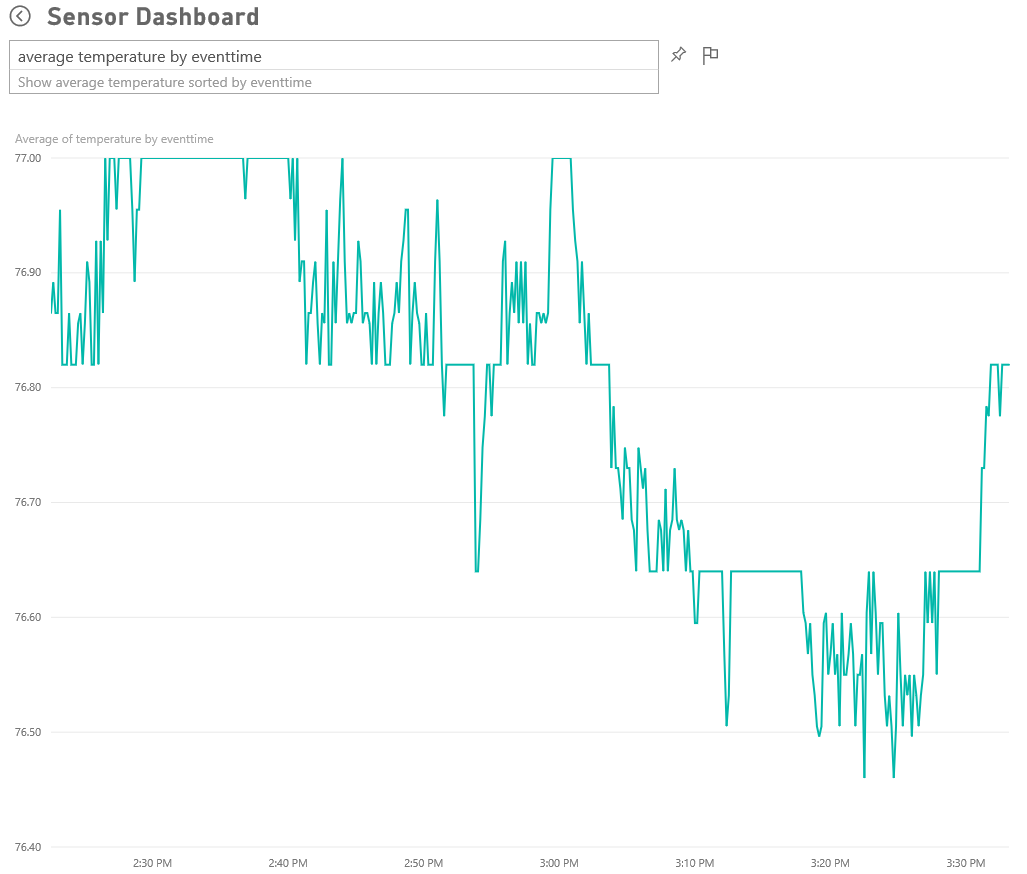 Sensor Dashboard
average temperature by eventtime
Show average temperature sorted by eventtime
Average of temperature by eventtime
77.00
76.90
76.80
76.70
76.60
76.50
76.40
2:30 PM 2:40 PM 2:50 PM 3:00 PM 3:10 PM 3:20 PM 3:30 PM